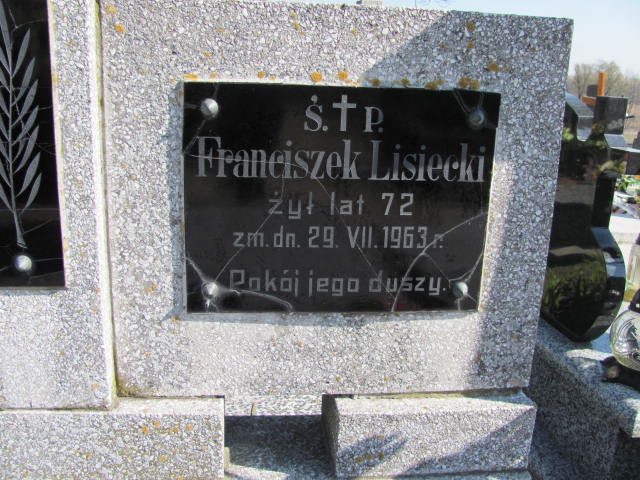 Ś.✝P.
Franciszek Lisiecki
żył lat 72
zm. dn. 29. VII. 1963 r.
Pokój jego duszy.